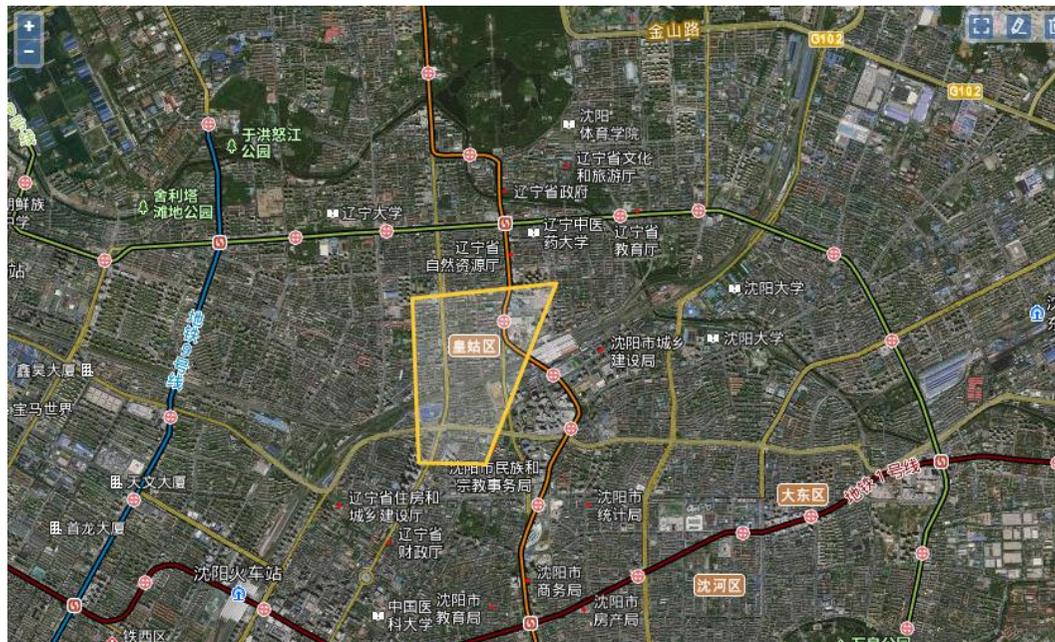 金山路
G102
G102
沈阳
体育学院
于洪怒江
公园
辽宁省文化
和旅游厅
舍利塔
滩地公园
辽宁省政府
辽宁大学
辽宁中医
药大学
辽宁省
教育厅
辽宁省
自然资源厅
沈阳大学
皇姑区
沈阳市城乡
建设局
沈阳大学
地铁9号线
鑫昊大厦
宝马世界
沈阳市民族和
宗教事务局
地铁1号线
天文大厦
大东区
辽宁省住房和
城乡建设厅
沈阳市
统计局
首龙大厦
辽宁省
财政厅
沈阳火车站
沈阳市
商务局
沈河区
中国医
科大学
沈阳市
教育局
沈阳市
房产局
铁西区